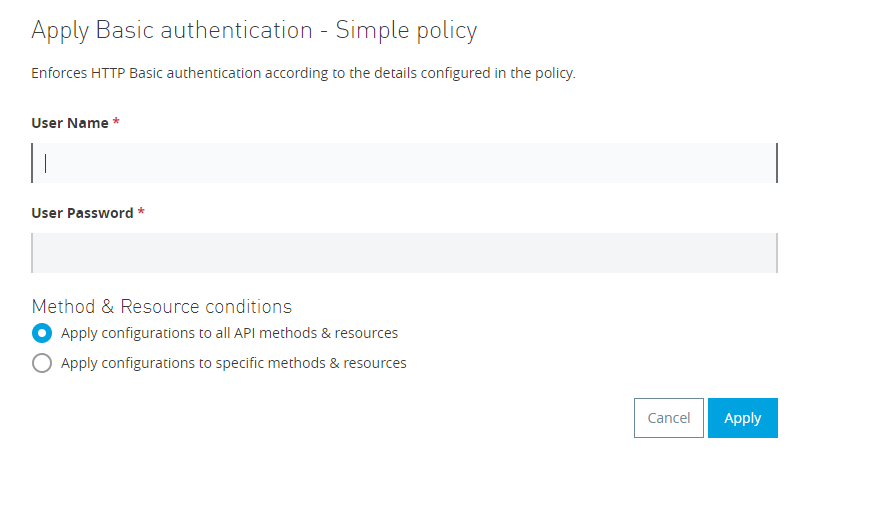 Apply Basic authentication - Simple policy
Enforces HTTP Basic authentication according to the details configured in the policy.
User Name *
User Password *
Method & Resource conditions
Apply configurations to all API methods & resources
Apply configurations to specific methods & resources
Cancel Apply